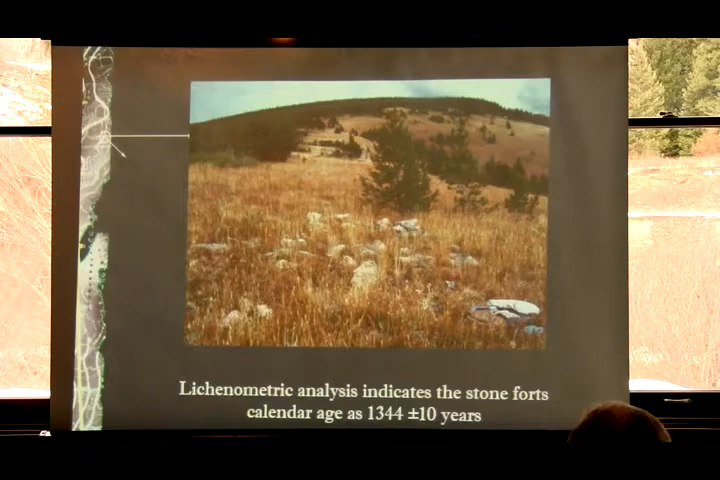 Lichenometric analysis indicates the stone forts
calendar age as 1344 ±10 years